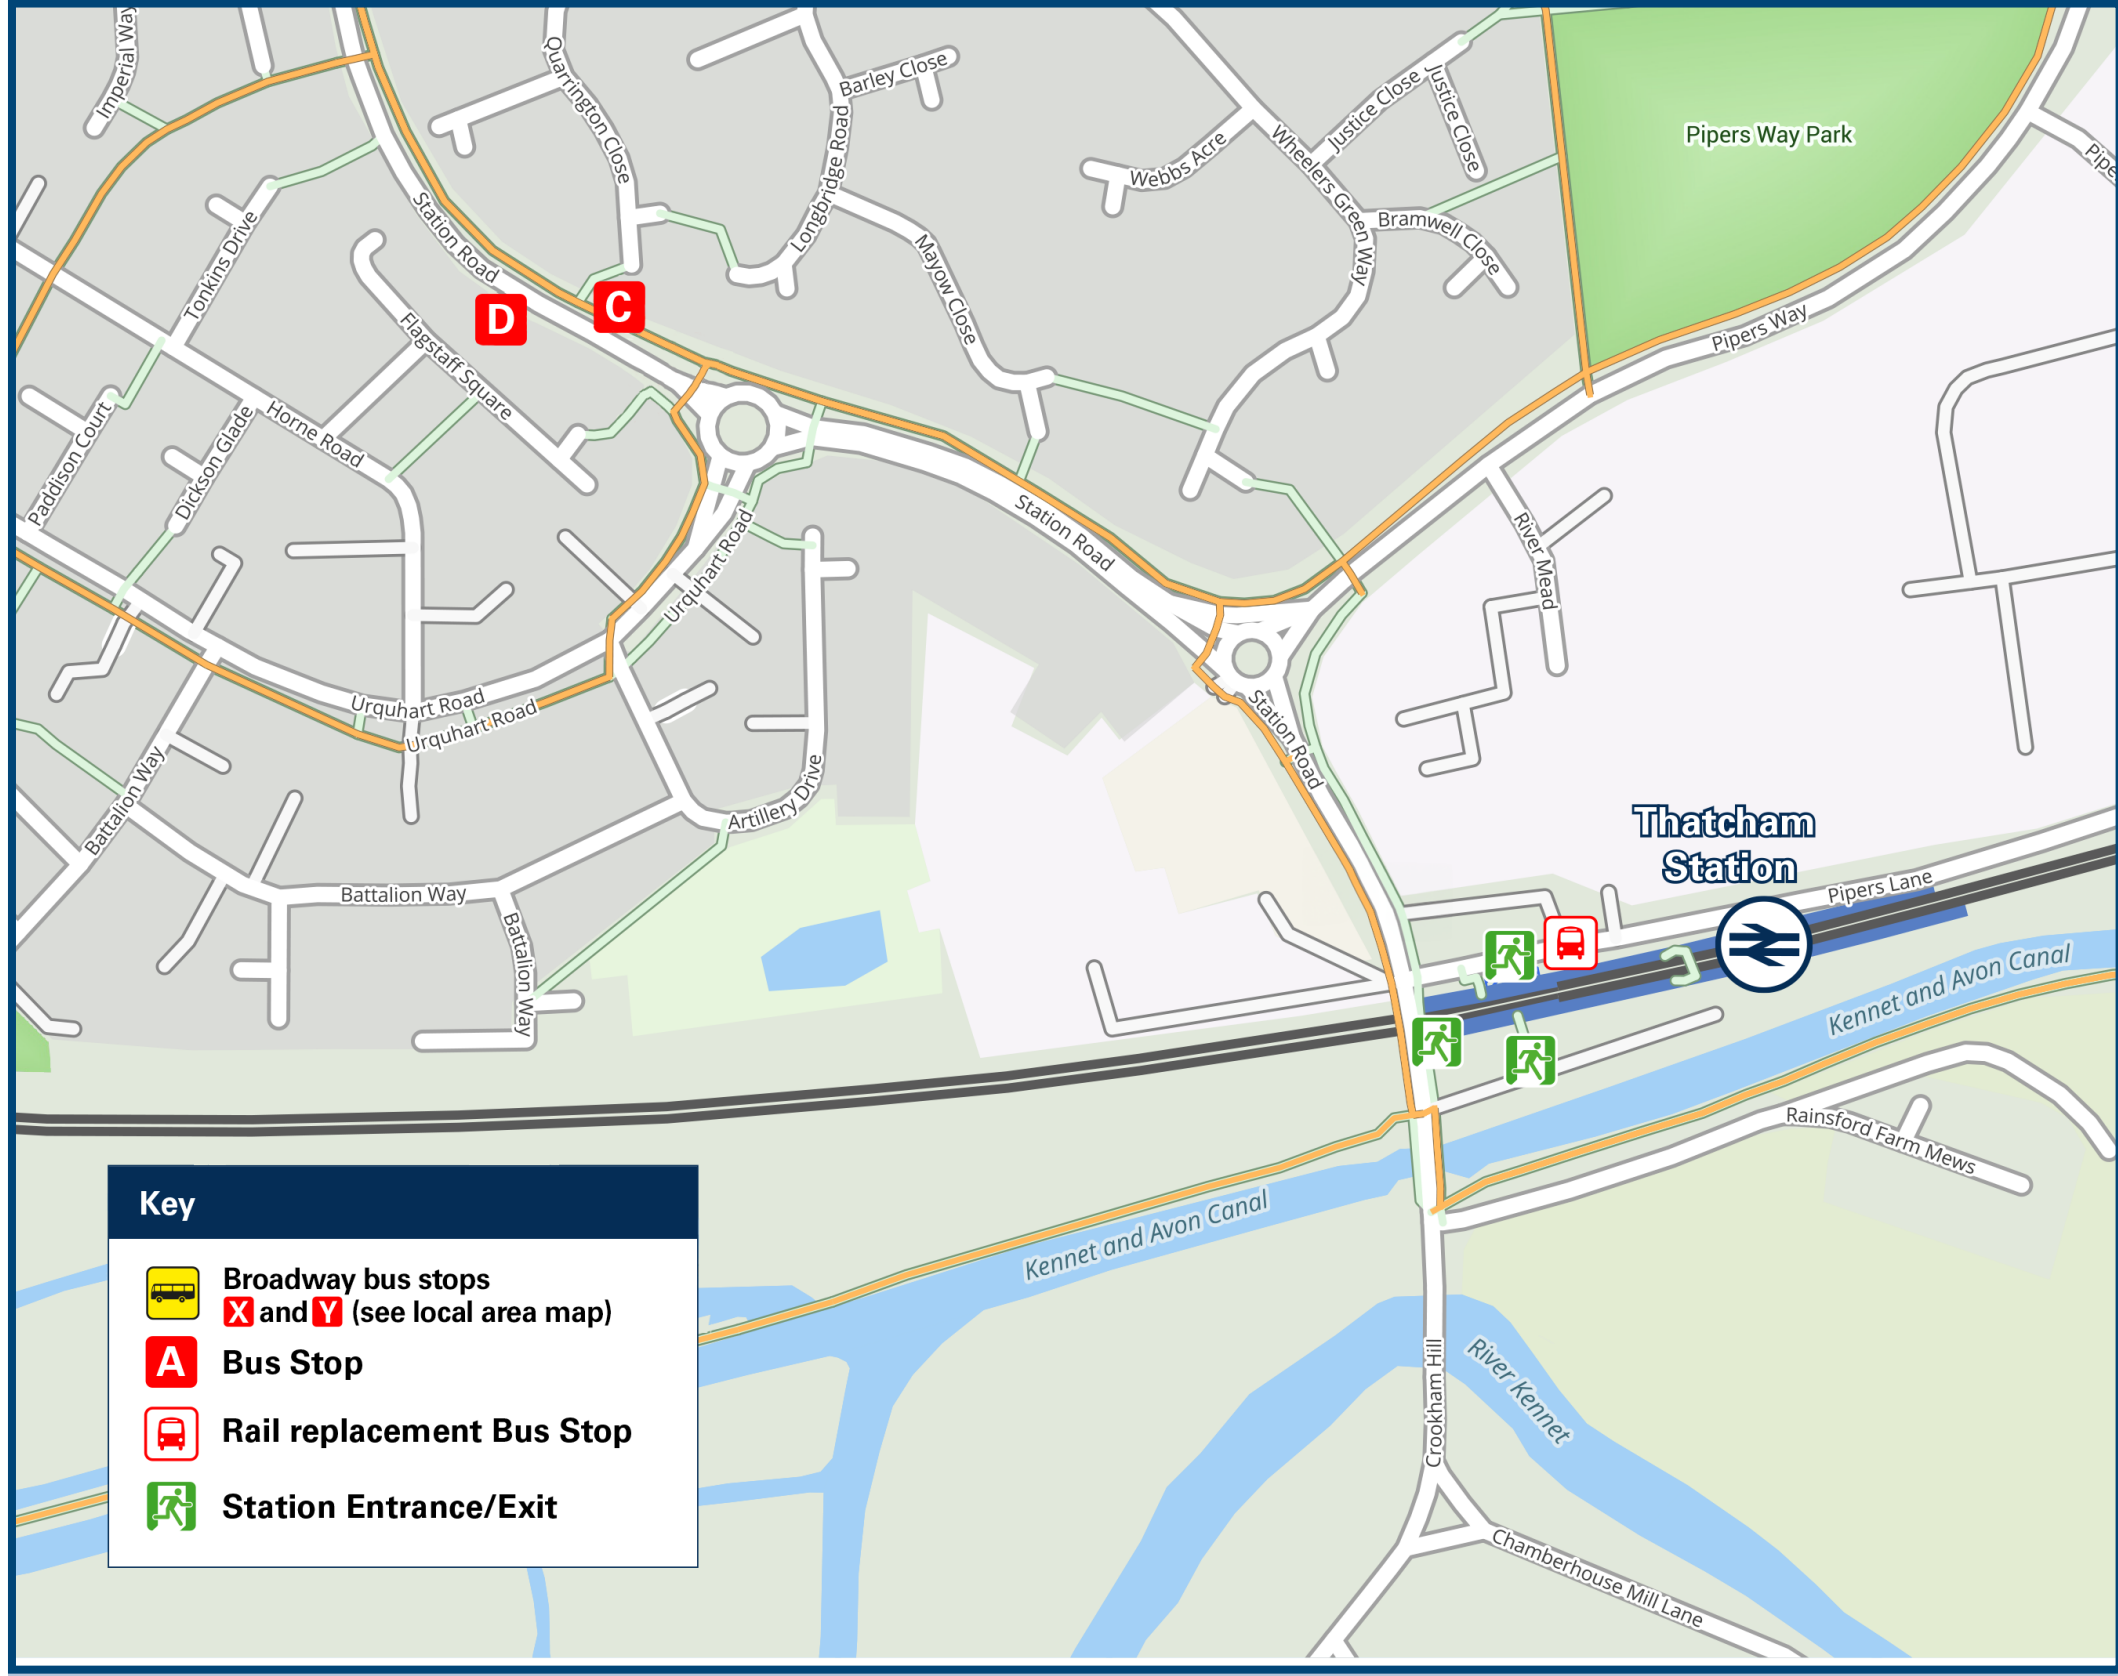 Imperial Way
Quarrington Close
Barley Close
Longbridge Road
Webbs Acre
Wheelers Green Way
Justice Close
Justice Close
Bramwell Close
Pipers Way Park
Pipe
Station Road
Tonkins Drive
Mayow Close
Pipers Way
D
C
Flagstaff Square
Horne Road
Paddison Court
Dickson Glade
Station Road
River Mead
Urquhart Road
Urquhart Road
Urquhart Road
Station Road
Battalion Way
Artillery Drive
Thatcham
Station
Battalion Way
Battalion Way
Pipers Lane
Kennet and Avon Canal
Rainsford Farm Mews
Kennet and Avon Canal
Crookham Hill
River Kennet
Chamberhouse Mill Lane
Key
Broadway bus stops
X and Y (see local area map)
A Bus Stop
Rail replacement Bus Stop
Station Entrance/Exit